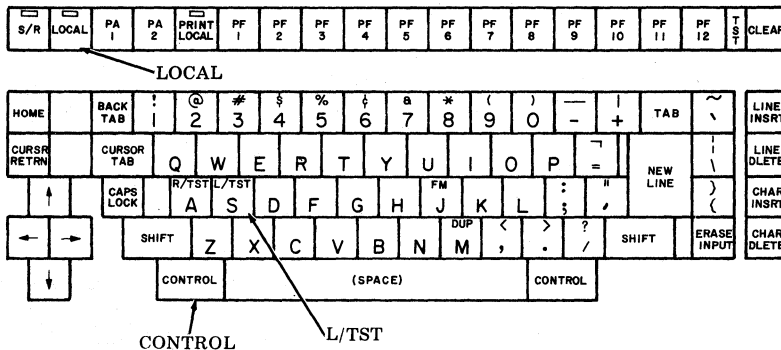 S/R LOCAL PA 1 PA 2 PRINT LOCAL PF 1 PF 2 PF 3 PF 4 PF 5 PF 6 PF 7 PF 8 PF 9 PF 10 PF 11 PF 12 TST CLEAR
LOCAL
HOME BACK TAB ! 1 @ 2 # 3 $ 4 % 5 ¢ 6 & 7 * 8 ( 9 ) 0 — - | + TAB ~ ` LINE INSRT
CURSR RETRN CURSOR TAB Q W E R T Y U I O P ¬ = NEW LINE ¦ \ LINE DLETE
↑ CAPS LOCK R/TST A L/TST S D F G H FM J K L : ; " ' ) ( CHAR INSRT
← → SHIFT Z X C V B N DUP M < , > . ? / SHIFT ERASE INPUT CHAR DLETE
↓ CONTROL (SPACE) CONTROL
CONTROL L/TST